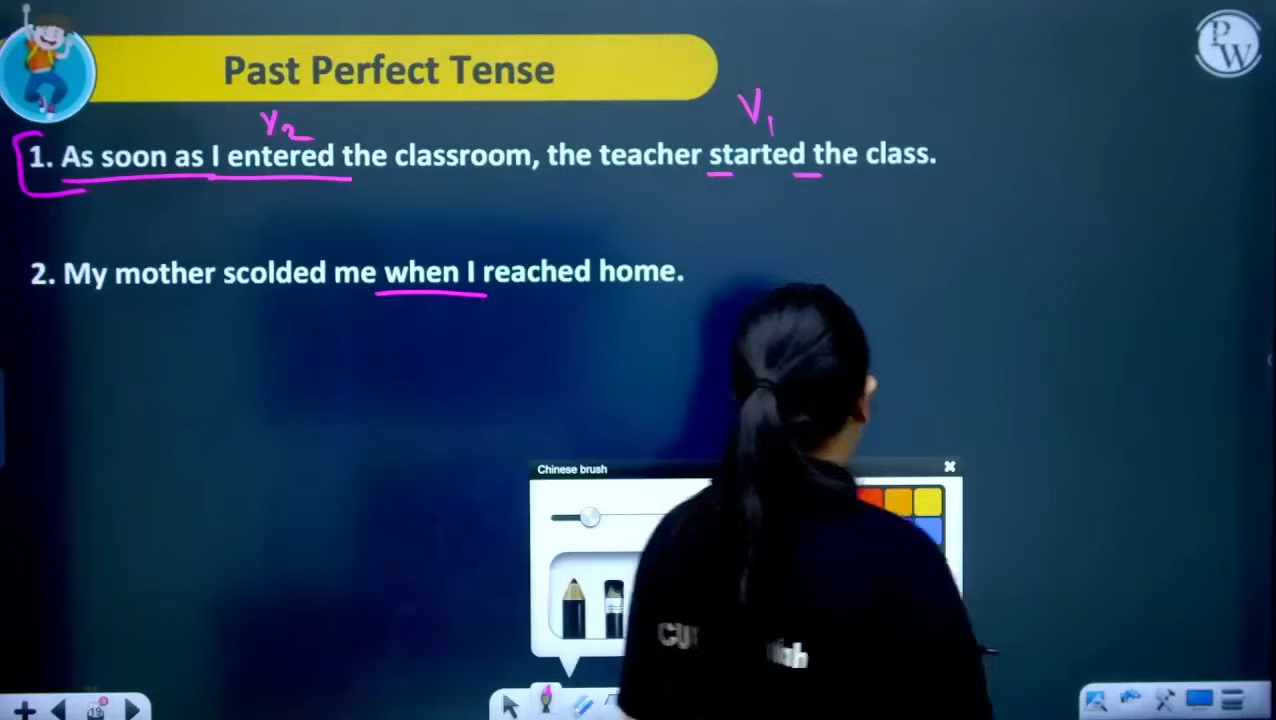 Past Perfect Tense
P
W
V2
V1
1. As soon as I entered the classroom, the teacher started the class.
2. My mother scolded me when I reached home.
Chinese brush
19